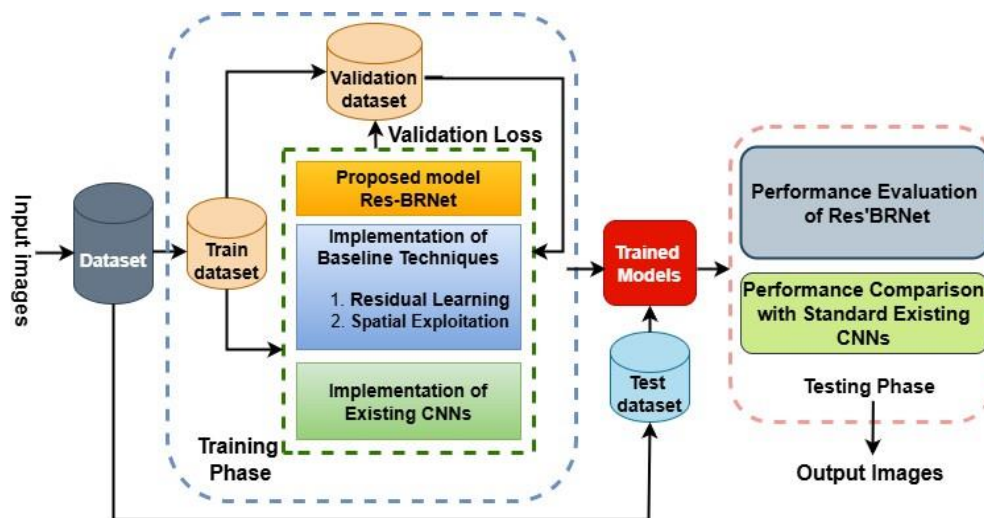 Input images
Dataset
Train
dataset
Validation
dataset
Validation Loss
Proposed model
Res-BRNet
Implementation of
Baseline Techniques
1. Residual Learning
2. Spatial Exploitation
Implementation of
Existing CNNs
Training
Phase
Trained
Models
Test
dataset
Performance Evaluation
of Res'BRNet
Performance Comparison
with Standard Existing
CNNs
Testing Phase
Output Images